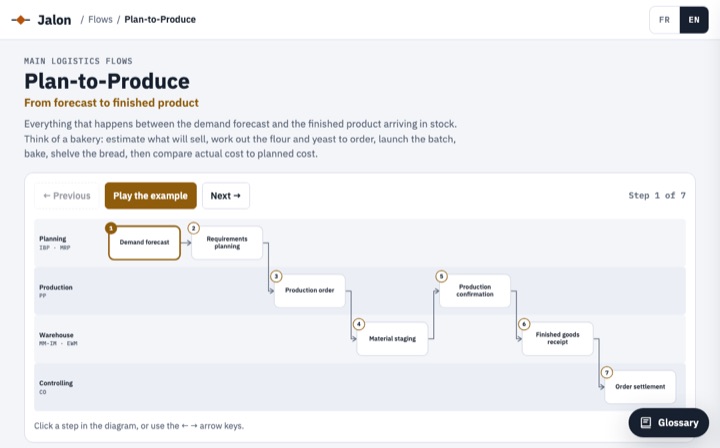 Jalon / Flows / Plan-to-Produce
FR EN
MAIN LOGISTICS FLOWS
Plan-to-Produce
From forecast to finished product
Everything that happens between the demand forecast and the finished product arriving in stock.
Think of a bakery: estimate what will sell, work out the flour and yeast to order, launch the batch,
bake, shelve the bread, then compare actual cost to planned cost.
← Previous
Play the example
Next →
Step 1 of 7
Planning
IBP · MRP
1
Demand forecast
2
Requirements
planning
Production
PP
3
Production order
5
Production
confirmation
Warehouse
MM-IM · EWM
4
Material staging
6
Finished goods
receipt
Controlling
CO
7
Order settlement
Click a step in the diagram, or use the ← → arrow keys.
Glossary